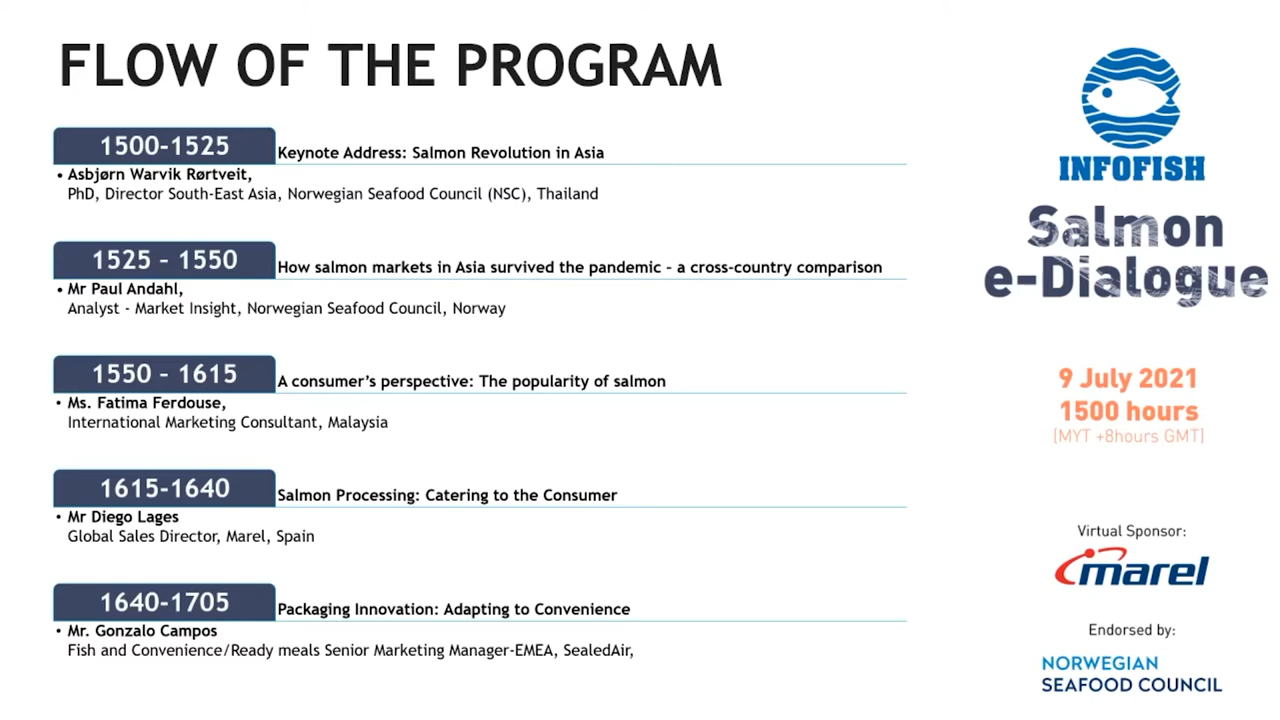 FLOW OF THE PROGRAM
1500-1525
Keynote Address: Salmon Revolution in Asia
• Asbjørn Warvik Rørtveit,
PhD, Director South-East Asia, Norwegian Seafood Council (NSC), Thailand
1525 – 1550
How salmon markets in Asia survived the pandemic – a cross-country comparison
• Mr Paul Andahl,
Analyst - Market Insight, Norwegian Seafood Council, Norway
1550 – 1615
A consumer’s perspective: The popularity of salmon
• Ms. Fatima Ferdouse,
International Marketing Consultant, Malaysia
1615-1640
Salmon Processing: Catering to the Consumer
• Mr Diego Lages
Global Sales Director, Marel, Spain
1640-1705
Packaging Innovation: Adapting to Convenience
• Mr. Gonzalo Campos
Fish and Convenience/Ready meals Senior Marketing Manager-EMEA, SealedAir,
INFOFISH
Salmon
e-Dialogue
9 July 2021
1500 hours
[MYT +8hours GMT]
Virtual Sponsor:
marel
Endorsed by:
NORWEGIAN
SEAFOOD COUNCIL